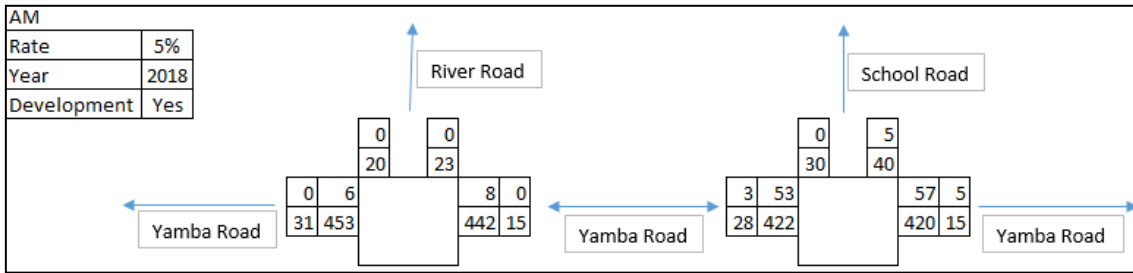 AM
Rate 5%
Year 2018
Development Yes
River Road
School Road
0 0
20 23
0 5
30 40
0 6 8 0
31 453 442 15
3 53 57 5
28 422 420 15
Yamba Road
Yamba Road
Yamba Road